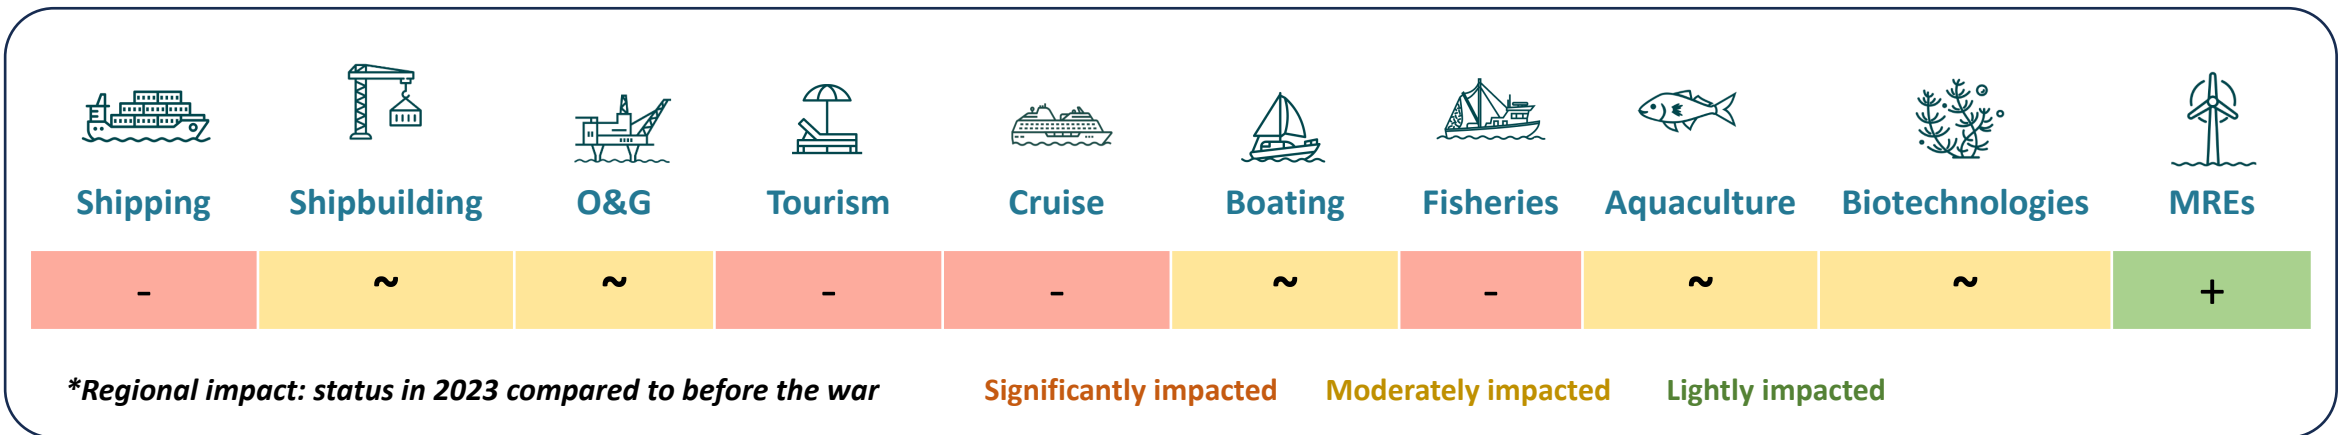 Shipping Shipbuilding O&G Tourism Cruise Boating Fisheries Aquaculture Biotechnologies MREs
- ~ ~ - - ~ - ~ ~ +
*Regional impact: status in 2023 compared to before the war Significantly impacted Moderately impacted Lightly impacted